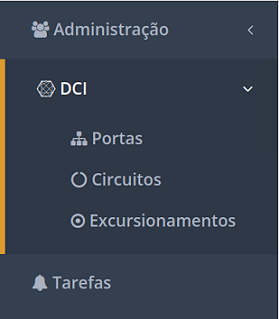 Administração
DCI
Portas
Circuitos
Excursionamentos
Tarefas